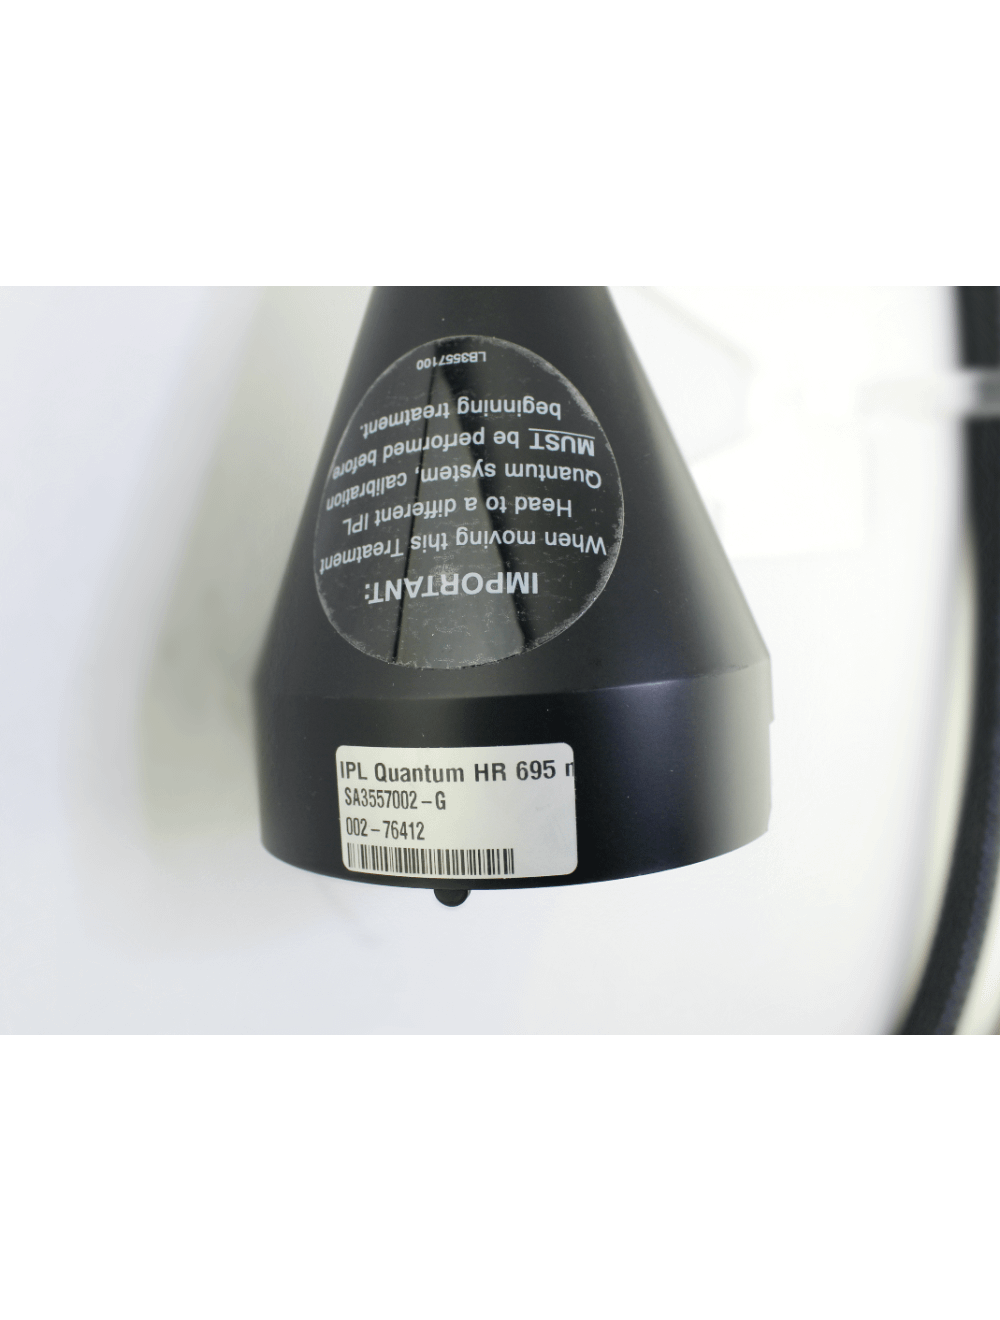 IMPORTANT:
When moving this Treatment
Head to a different IPL
Quantum system, calibration
MUST be performed before
beginning treatment.
LB3557100
IPL Quantum HR 695
SA3557002-G
002-76412